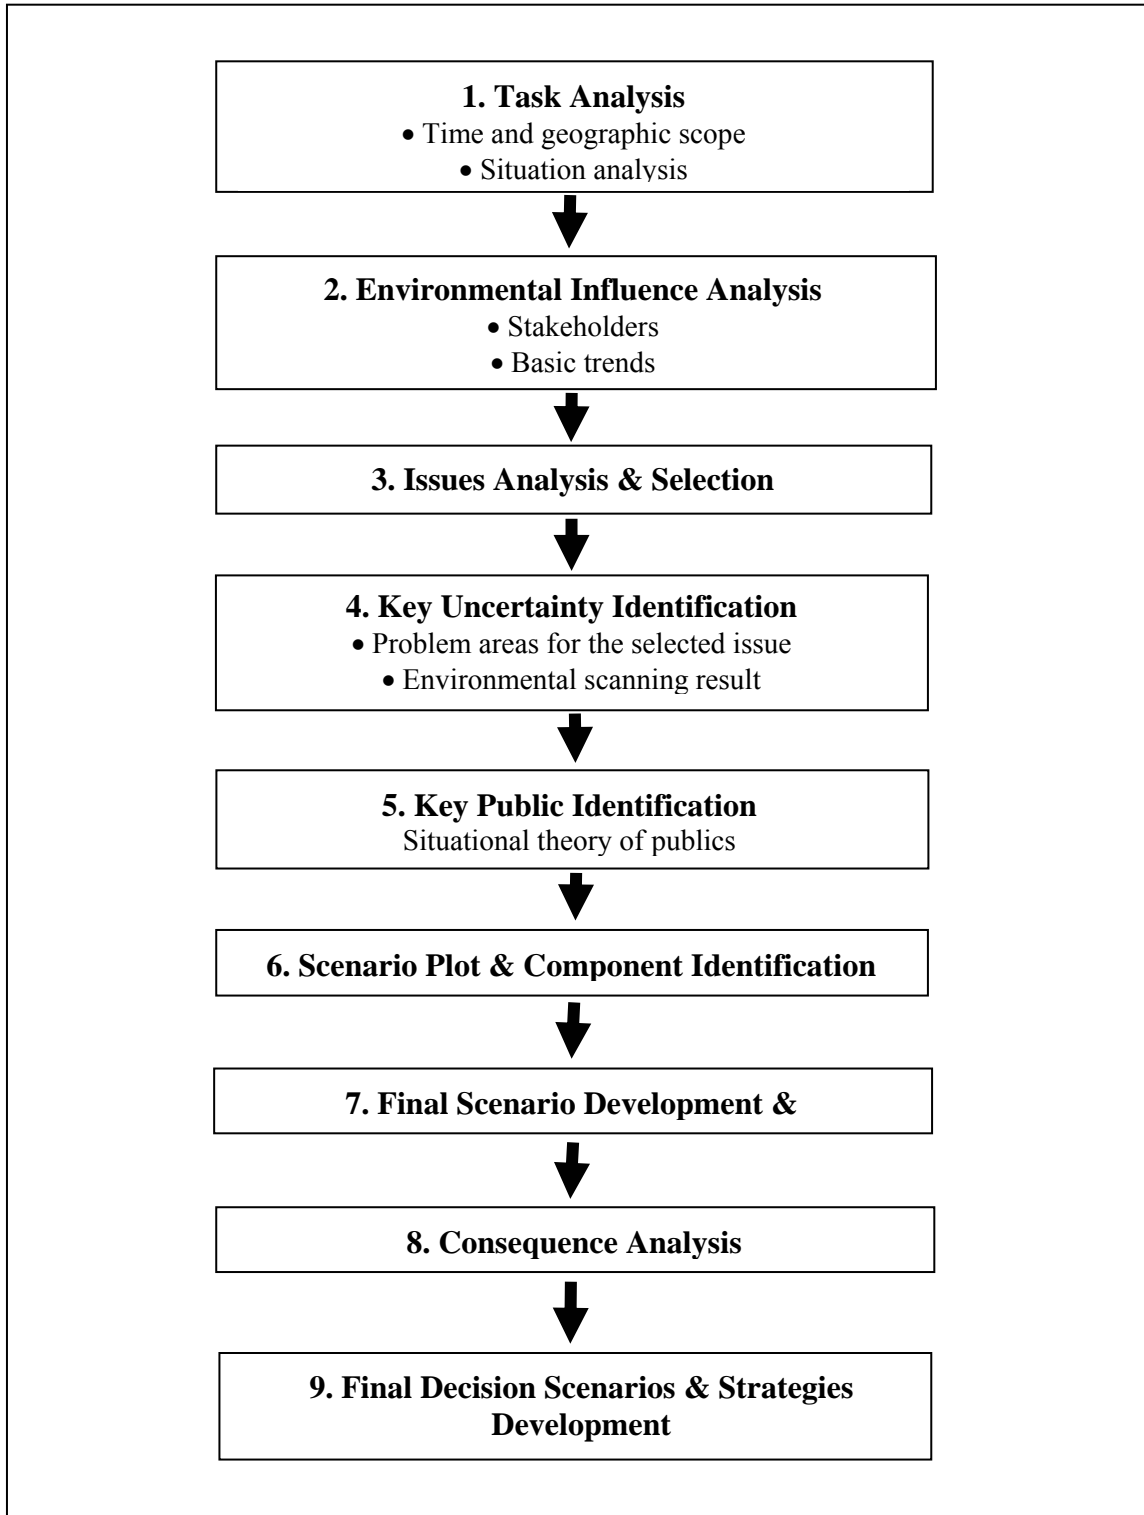 1. Task Analysis
• Time and geographic scope
• Situation analysis
2. Environmental Influence Analysis
• Stakeholders
• Basic trends
3. Issues Analysis & Selection
4. Key Uncertainty Identification
• Problem areas for the selected issue
• Environmental scanning result
5. Key Public Identification
Situational theory of publics
6. Scenario Plot & Component Identification
7. Final Scenario Development &
8. Consequence Analysis
9. Final Decision Scenarios & Strategies
Development